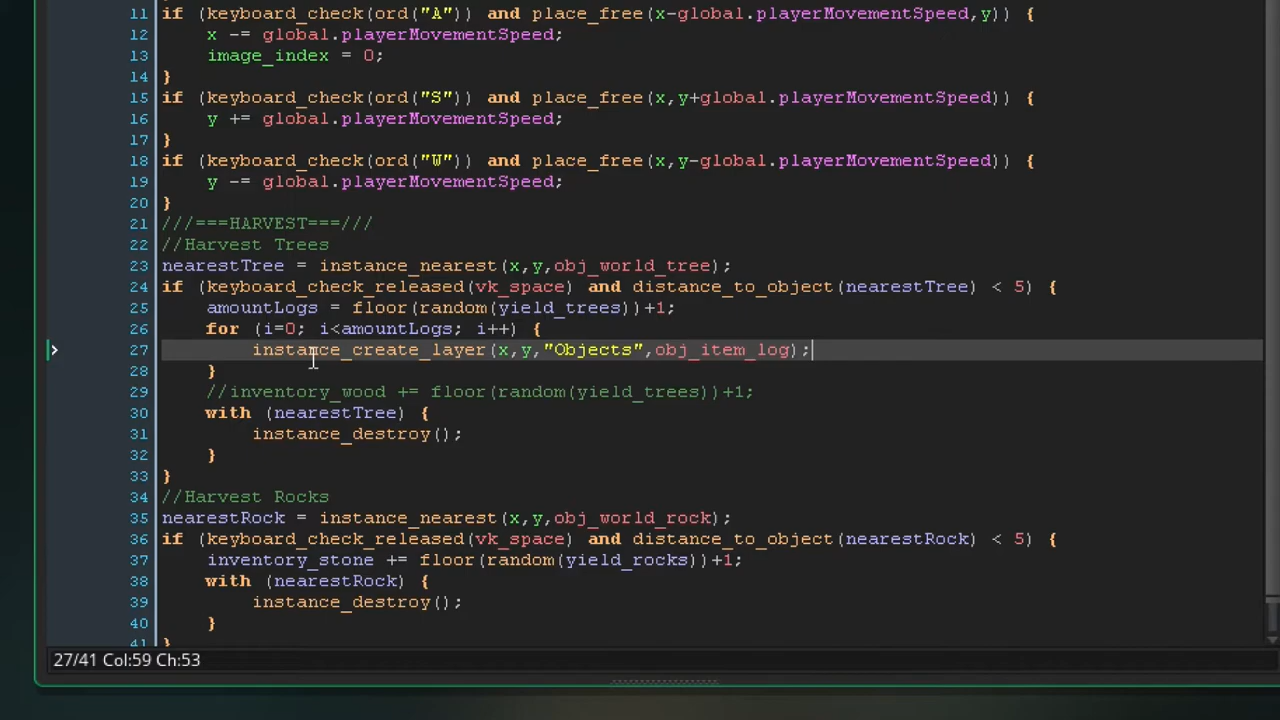 11 if (keyboard_check(ord("A")) and place_free(x-global.playerMovementSpeed,y)) {
12 x -= global.playerMovementSpeed;
13 image_index = 0;
14 }
15 if (keyboard_check(ord("S")) and place_free(x,y+global.playerMovementSpeed)) {
16 y += global.playerMovementSpeed;
17 }
18 if (keyboard_check(ord("W")) and place_free(x,y-global.playerMovementSpeed)) {
19 y -= global.playerMovementSpeed;
20 }
21 ///===HARVEST===///
22 //Harvest Trees
23 nearestTree = instance_nearest(x,y,obj_world_tree);
24 if (keyboard_check_released(vk_space) and distance_to_object(nearestTree) < 5) {
25 amountLogs = floor(random(yield_trees))+1;
26 for (i=0; i<amountLogs; i++) {
27 instance_create_layer(x,y,"Objects",obj_item_log);
28 }
29 //inventory_wood += floor(random(yield_trees))+1;
30 with (nearestTree) {
31 instance_destroy();
32 }
33 }
34 //Harvest Rocks
35 nearestRock = instance_nearest(x,y,obj_world_rock);
36 if (keyboard_check_released(vk_space) and distance_to_object(nearestRock) < 5) {
37 inventory_stone += floor(random(yield_rocks))+1;
38 with (nearestRock) {
39 instance_destroy();
40 }
41 }
27/41 Col:59 Ch:53